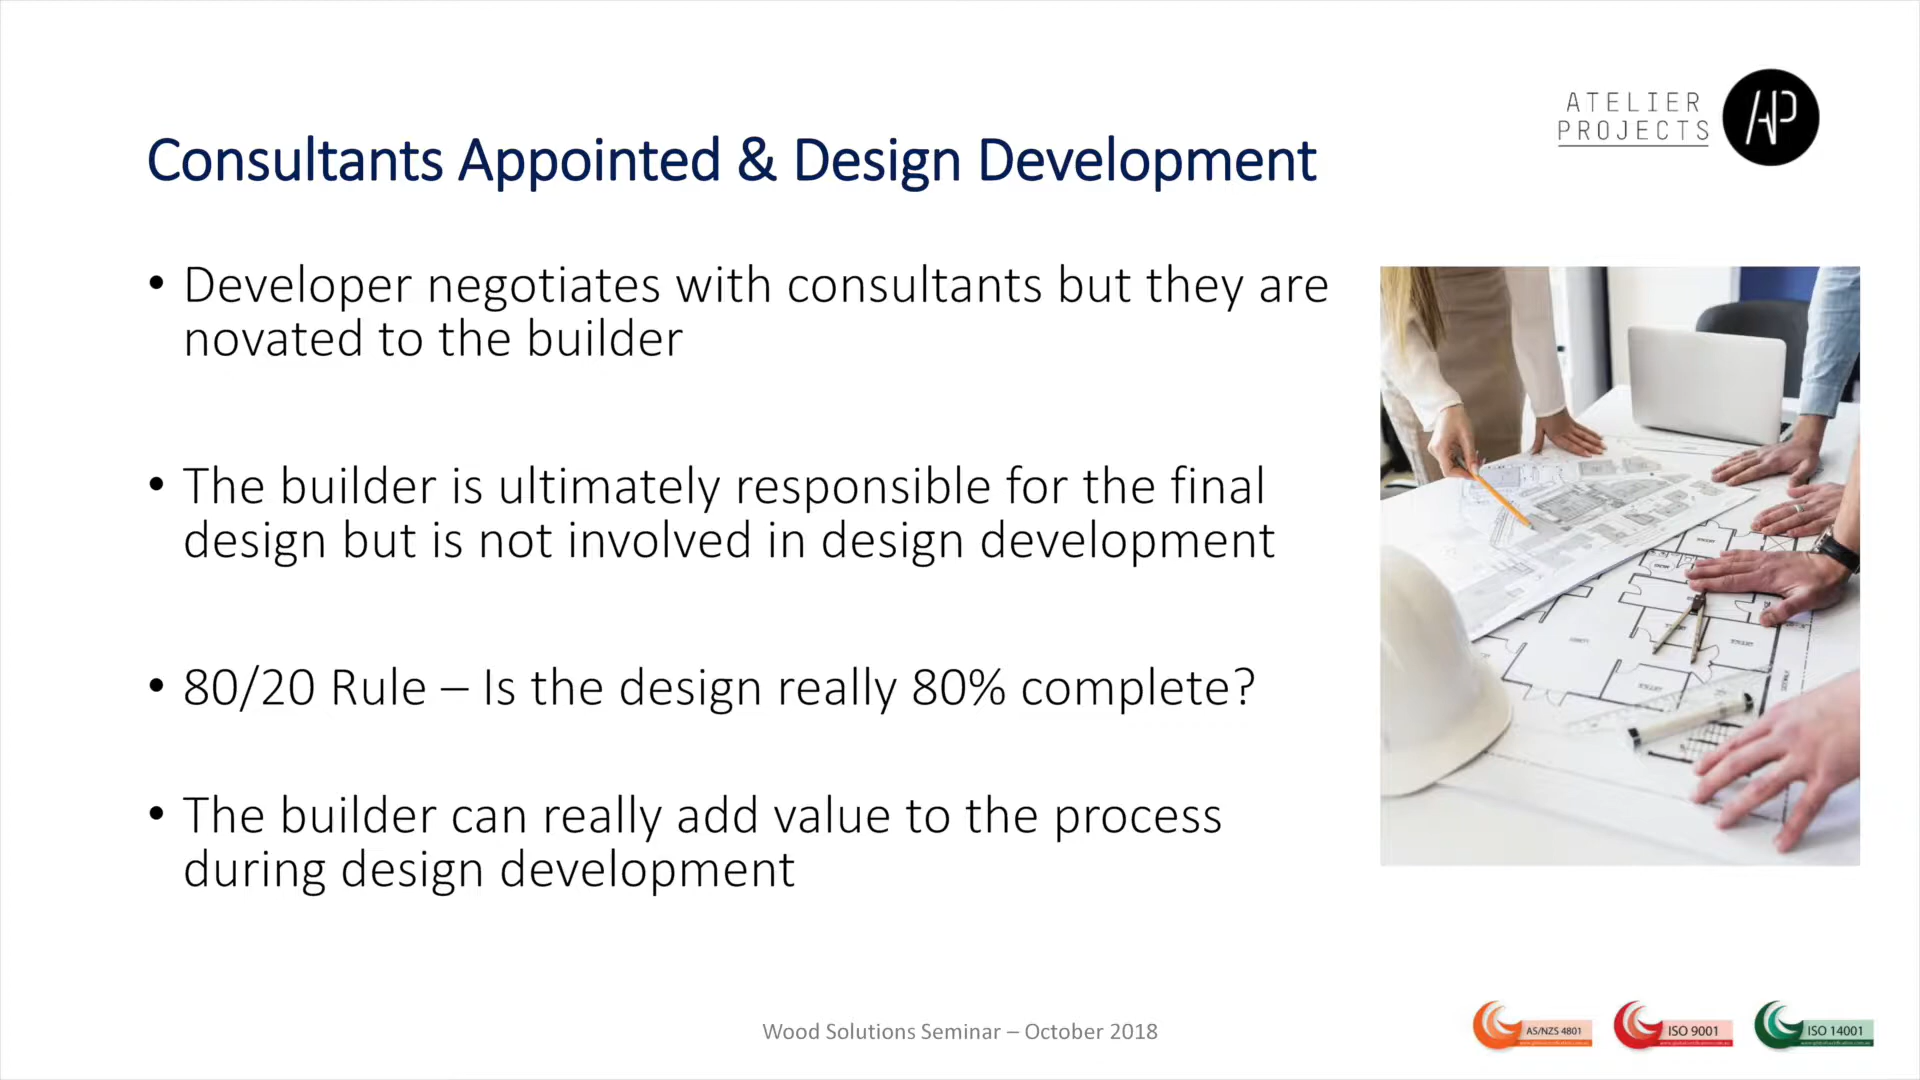 ATELIER
PROJECTS
AP
Consultants Appointed & Design Development
• Developer negotiates with consultants but they are
novated to the builder
• The builder is ultimately responsible for the final
design but is not involved in design development
• 80/20 Rule – Is the design really 80% complete?
• The builder can really add value to the process
during design development
Wood Solutions Seminar – October 2018
AS/NZS 4801
ISO 9001
ISO 14001